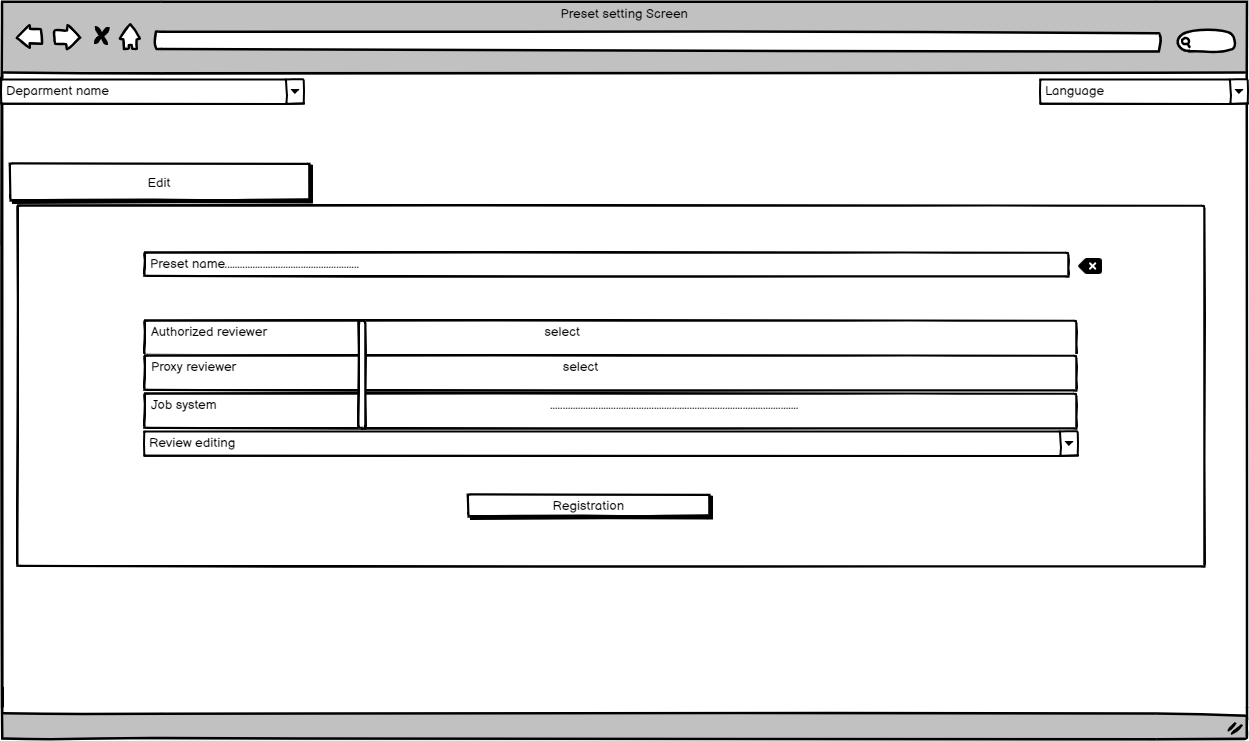 Preset setting Screen
Deparment name
Language
Edit
Preset name......................................................
Authorized reviewer
select
Proxy reviewer
select
Job system
....................................................................................................
Review editing
Registration